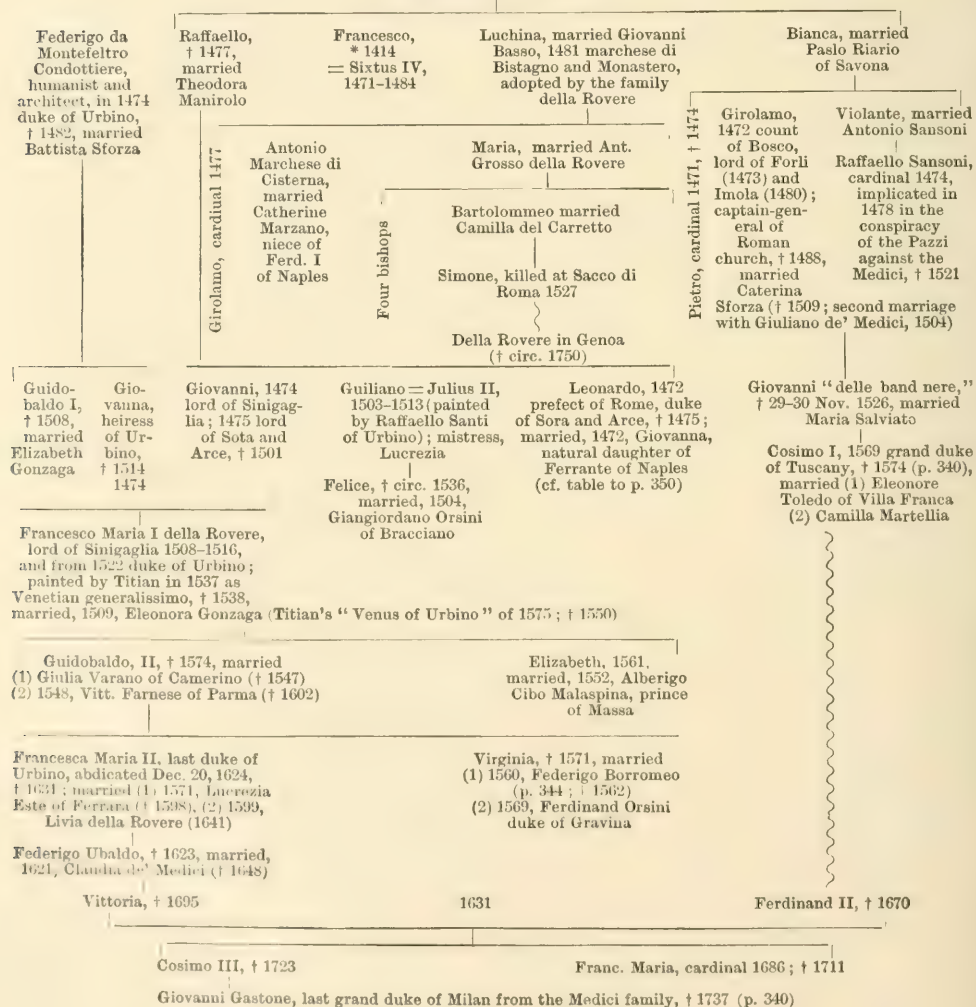 Federigo da
Montefeltro
Condottiere,
humanist and
architect, in 1474
duke of Urbino,
† 1482, married
Battista Sforza
Raffaello,
† 1477,
married
Theodora
Manirolo
Francesco,
* 1414
= Sixtus IV,
1471–1484
Luchina, married Giovanni
Basso, 1481 marchese di
Bistagno and Monastero,
adopted by the family
della Rovere
Bianca, married
Paslo Riario
of Savona
Girolamo, cardiual 1477
Antonio
Marchese di
Cisterna,
married
Catherine
Marzano,
niece of
Ferd. I
of Naples
Maria, married Ant.
Grosso della Rovere
Four bishops
Bartolommeo married
Camilla del Carretto
Simone, killed at Sacco di
Roma 1527
Della Rovere in Genoa
(† circ. 1750)
Pietro, cardinal 1471, † 1474
Girolamo,
1472 count
of Bosco,
lord of Forli
(1473) and
Imola (1480);
captain-gen-
eral of
Roman
church, † 1488,
married
Caterina
Sforza († 1509; second marriage
with Giuliano de' Medici, 1504)
Violante, married
Antonio Sansoni
Raffaello Sansoni,
cardinal 1474,
implicated in
1478 in the
conspiracy
of the Pazzi
against the
Medici, † 1521
Guido-
baldo I,
† 1508,
married
Elizabeth
Gonzaga
Gio-
vanna,
heiress
of Ur-
bino,
† 1514
1474
Giovanni, 1474
lord of Sinigag-
lia; 1475 lord
of Sota and
Arce, † 1501
Guiliano = Julius II,
1503–1513 (painted
by Raffaello Santi
of Urbino); mistress,
Lucrezia
Felice, † circ. 1536,
married, 1504,
Giangiordano Orsini
of Bracciano
Leonardo, 1472
prefect of Rome, duke
of Sora and Arce, † 1475;
married, 1472, Giovanna,
natural daughter of
Ferrante of Naples
(cf. table to p. 350)
Giovanni "delle band nere,"
† 29–30 Nov. 1526, married
Maria Salviato
Cosimo I, 1569 grand duke
of Tuscany, † 1574 (p. 340),
married (1) Eleonore
Toledo of Villa Franca
(2) Camilla Martellia
Francesco Maria I della Rovere,
lord of Sinigaglia 1508–1516,
and from 1522 duke of Urbino;
painted by Titian in 1537 as
Venetian generalissimo, † 1538,
married, 1509, Eleonora Gonzaga (Titian's "Venus of Urbino" of 1575; † 1550)
Guidobaldo, II, † 1574, married
(1) Giulia Varano of Camerino († 1547)
(2) 1548, Vitt. Farnese of Parma († 1602)
Elizabeth, 1561,
married, 1552, Alberigo
Cibo Malaspina, prince
of Massa
Francesca Maria II, last duke of
Urbino, abdicated Dec. 20, 1624,
† 1631; married (1) 1571, Lucrezia
Este of Ferrara († 1598), (2) 1599,
Livia della Rovere (1641)
Virginia, † 1571, married
(1) 1560, Federigo Borromeo
(p. 344; † 1562)
(2) 1569, Ferdinand Orsini
duke of Gravina
Federigo Ubaldo, † 1623, married,
1621, Claudia de' Medici († 1648)
Vittoria, † 1695
1631
Ferdinand II, † 1670
Cosimo III, † 1723
Franc. Maria, cardinal 1686; † 1711
Giovanni Gastone, last grand duke of Milan from the Medici family, † 1737 (p. 340)